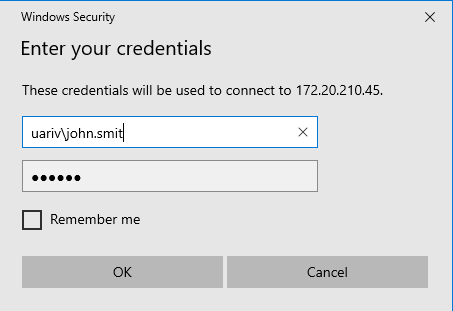 Windows Security
Enter your credentials
These credentials will be used to connect to 172.20.210.45.
uariv\john.smit
••••••
Remember me
OK
Cancel